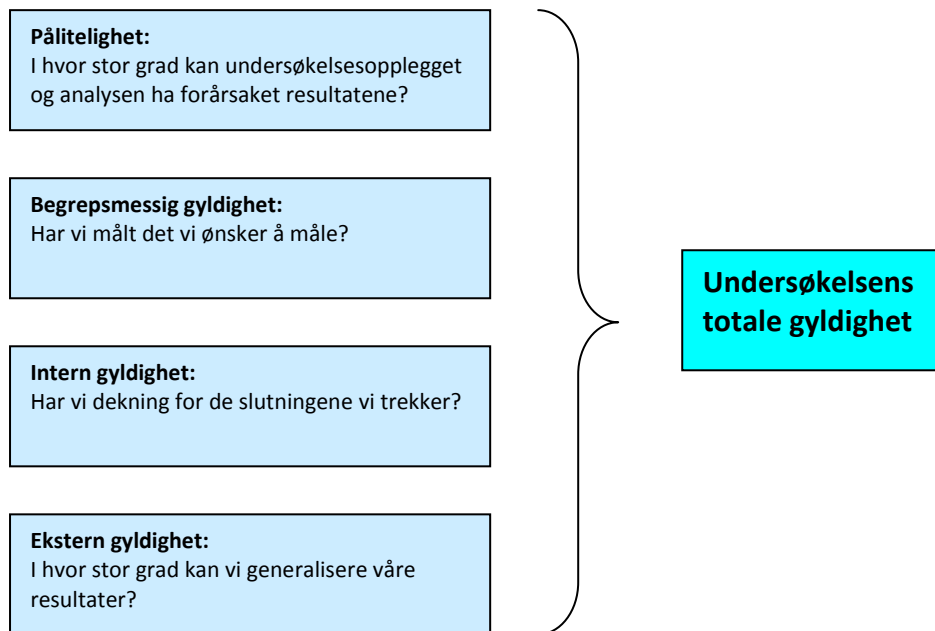 Pålitelighet:
I hvor stor grad kan undersøkelsesopplegget
og analysen ha forårsaket resultatene?
Begrepsmessig gyldighet:
Har vi målt det vi ønsker å måle?
Intern gyldighet:
Har vi dekning for de slutningene vi trekker?
Ekstern gyldighet:
I hvor stor grad kan vi generalisere våre
resultater?
Undersøkelsens
totale gyldighet